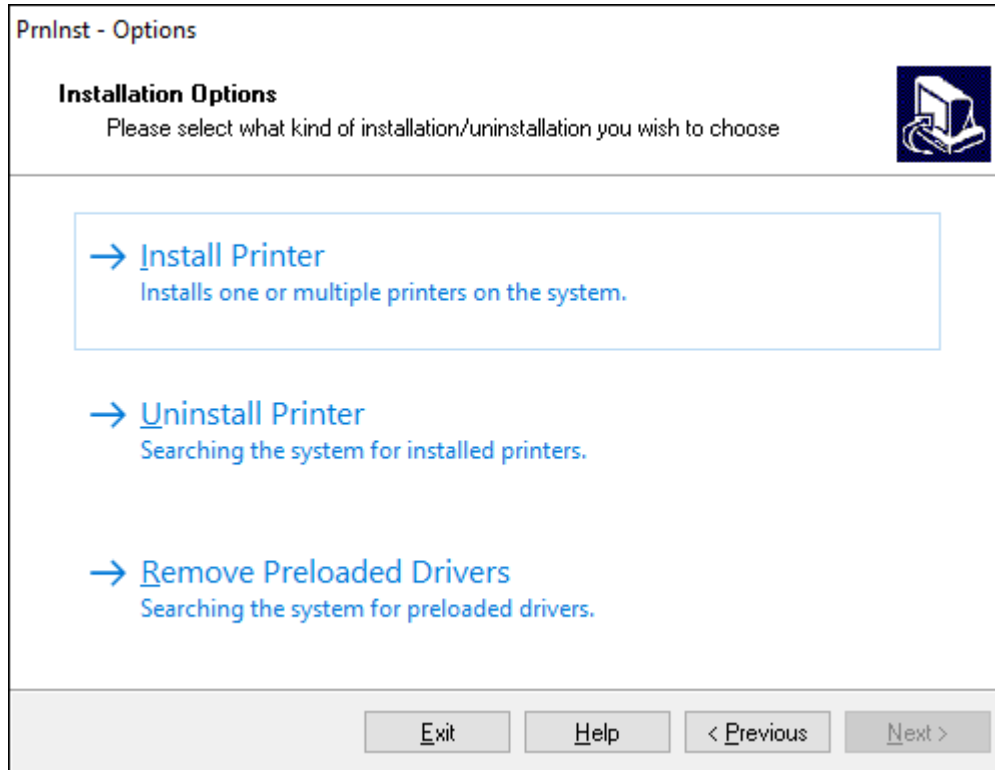 PrnInst - Options
Installation Options
Please select what kind of installation/uninstallation you wish to choose
Install Printer
Installs one or multiple printers on the system.
Uninstall Printer
Searching the system for installed printers.
Remove Preloaded Drivers
Searching the system for preloaded drivers.
Exit Help < Previous Next >